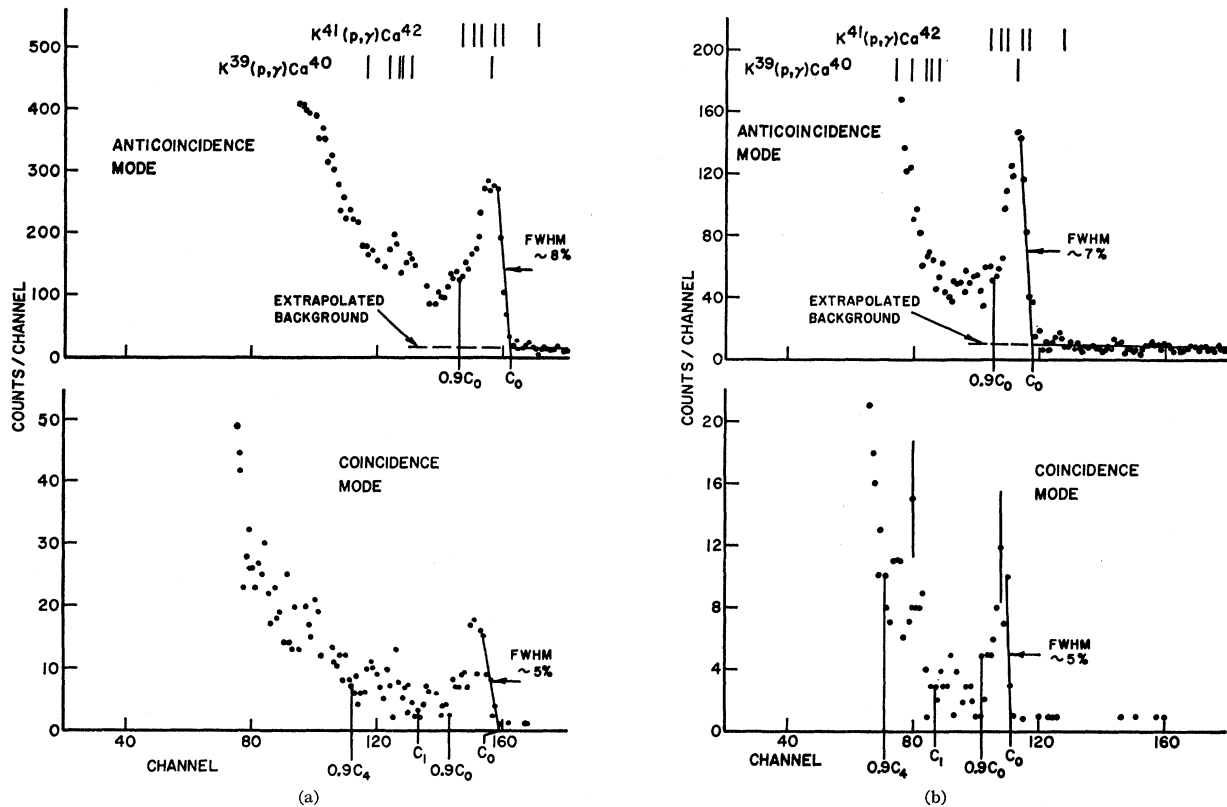 500
400
300
200
100
0
COUNTS / CHANNEL
K⁴¹(p,γ)Ca⁴²
K³⁹(p,γ)Ca⁴⁰
ANTICOINCIDENCE
MODE
FWHM
~8%
EXTRAPOLATED
BACKGROUND
0.9C₀
C₀
50
40
30
20
10
0
COINCIDENCE
MODE
FWHM
~5%
40
80
120
160
CHANNEL
0.9C₄
C₁
0.9C₀
C₀
(a)
200
160
120
80
40
0
COUNTS / CHANNEL
K⁴¹(p,γ)Ca⁴²
K³⁹(p,γ)Ca⁴⁰
ANTICOINCIDENCE
MODE
FWHM
~7%
EXTRAPOLATED
BACKGROUND
0.9C₀
C₀
20
16
12
8
4
0
COINCIDENCE
MODE
FWHM
~5%
40
80
120
160
CHANNEL
0.9C₄
C₁
0.9C₀
C₀
(b)